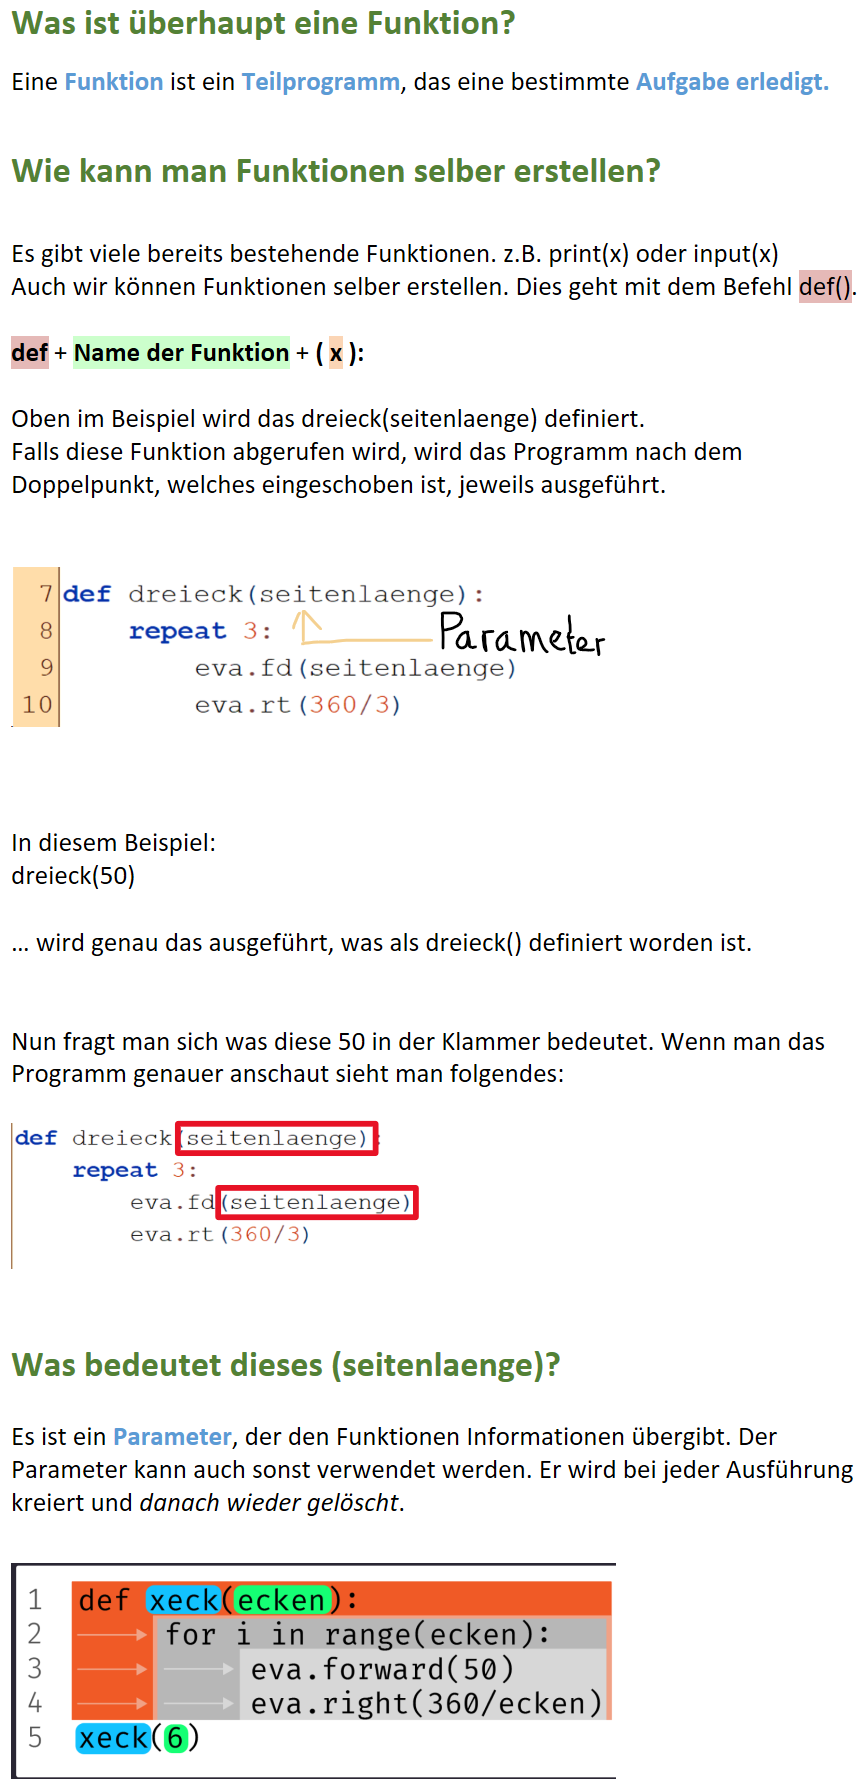 Was ist überhaupt eine Funktion?
Eine Funktion ist ein Teilprogramm, das eine bestimmte Aufgabe erledigt.
Wie kann man Funktionen selber erstellen?
Es gibt viele bereits bestehende Funktionen. z.B. print(x) oder input(x)
Auch wir können Funktionen selber erstellen. Dies geht mit dem Befehl def().
def + Name der Funktion + ( x ):
Oben im Beispiel wird das dreieck(seitenlaenge) definiert.
Falls diese Funktion abgerufen wird, wird das Programm nach dem
Doppelpunkt, welches eingeschoben ist, jeweils ausgeführt.
7 def dreieck(seitenlaenge):
8 repeat 3:
Parameter
9 eva.fd(seitenlaenge)
10 eva.rt(360/3)
In diesem Beispiel:
dreieck(50)
... wird genau das ausgeführt, was als dreieck() definiert worden ist.
Nun fragt man sich was diese 50 in der Klammer bedeutet. Wenn man das
Programm genauer anschaut sieht man folgendes:
def dreieck(seitenlaenge):
repeat 3:
eva.fd(seitenlaenge)
eva.rt(360/3)
Was bedeutet dieses (seitenlaenge)?
Es ist ein Parameter, der den Funktionen Informationen übergibt. Der
Parameter kann auch sonst verwendet werden. Er wird bei jeder Ausführung
kreiert und danach wieder gelöscht.
1 def xeck(ecken):
2 for i in range(ecken):
3 eva.forward(50)
4 eva.right(360/ecken)
5 xeck(6)